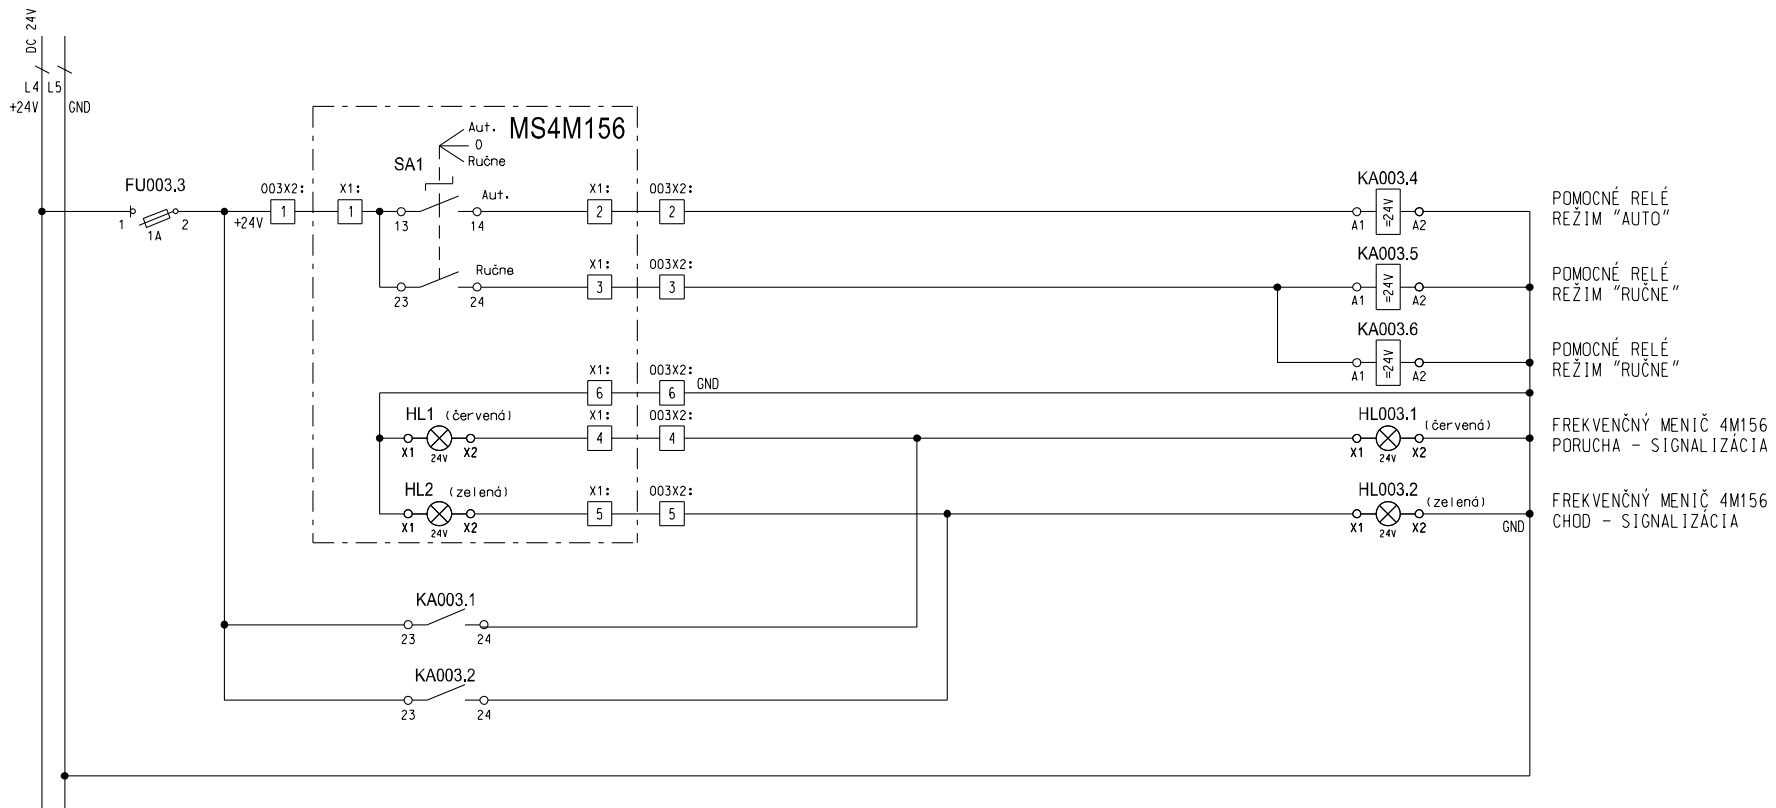 DC 24V
L4 L5
+24V GND
MS4M156
Aut.
0
Ručne
SA1
FU003.3
1 2
1A
+24V
003X2:
1
X1:
1
13 14
Aut.
X1:
2
003X2:
2
KA003.4
A1 =24V A2
POMOCNÉ RELÉ
REŽIM "AUTO"
23 24
Ručne
X1:
3
003X2:
3
KA003.5
A1 =24V A2
POMOCNÉ RELÉ
REŽIM "RUČNE"
KA003.6
A1 =24V A2
POMOCNÉ RELÉ
REŽIM "RUČNE"
X1:
6
003X2:
6
GND
HL1 (červená)
X1 24V X2
X1:
4
003X2:
4
HL003.1
(červená)
X1 24V X2
FREKVENČNÝ MENIČ 4M156
PORUCHA - SIGNALIZÁCIA
HL2 (zelená)
X1 24V X2
X1:
5
003X2:
5
HL003.2
(zelená)
X1 24V X2
GND
FREKVENČNÝ MENIČ 4M156
CHOD - SIGNALIZÁCIA
KA003.1
23 24
KA003.2
23 24